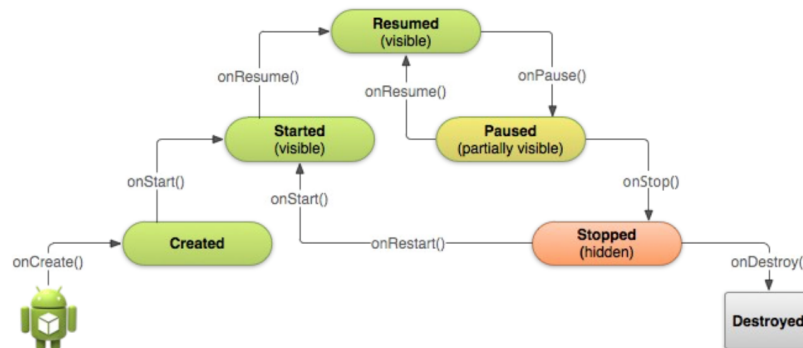 Resumed
(visible)
onResume()
onResume()
onPause()
Started
(visible)
Paused
(partially visible)
onStart()
onStart()
onStop()
Created
onRestart()
Stopped
(hidden)
onCreate()
onDestroy()
Destroyed